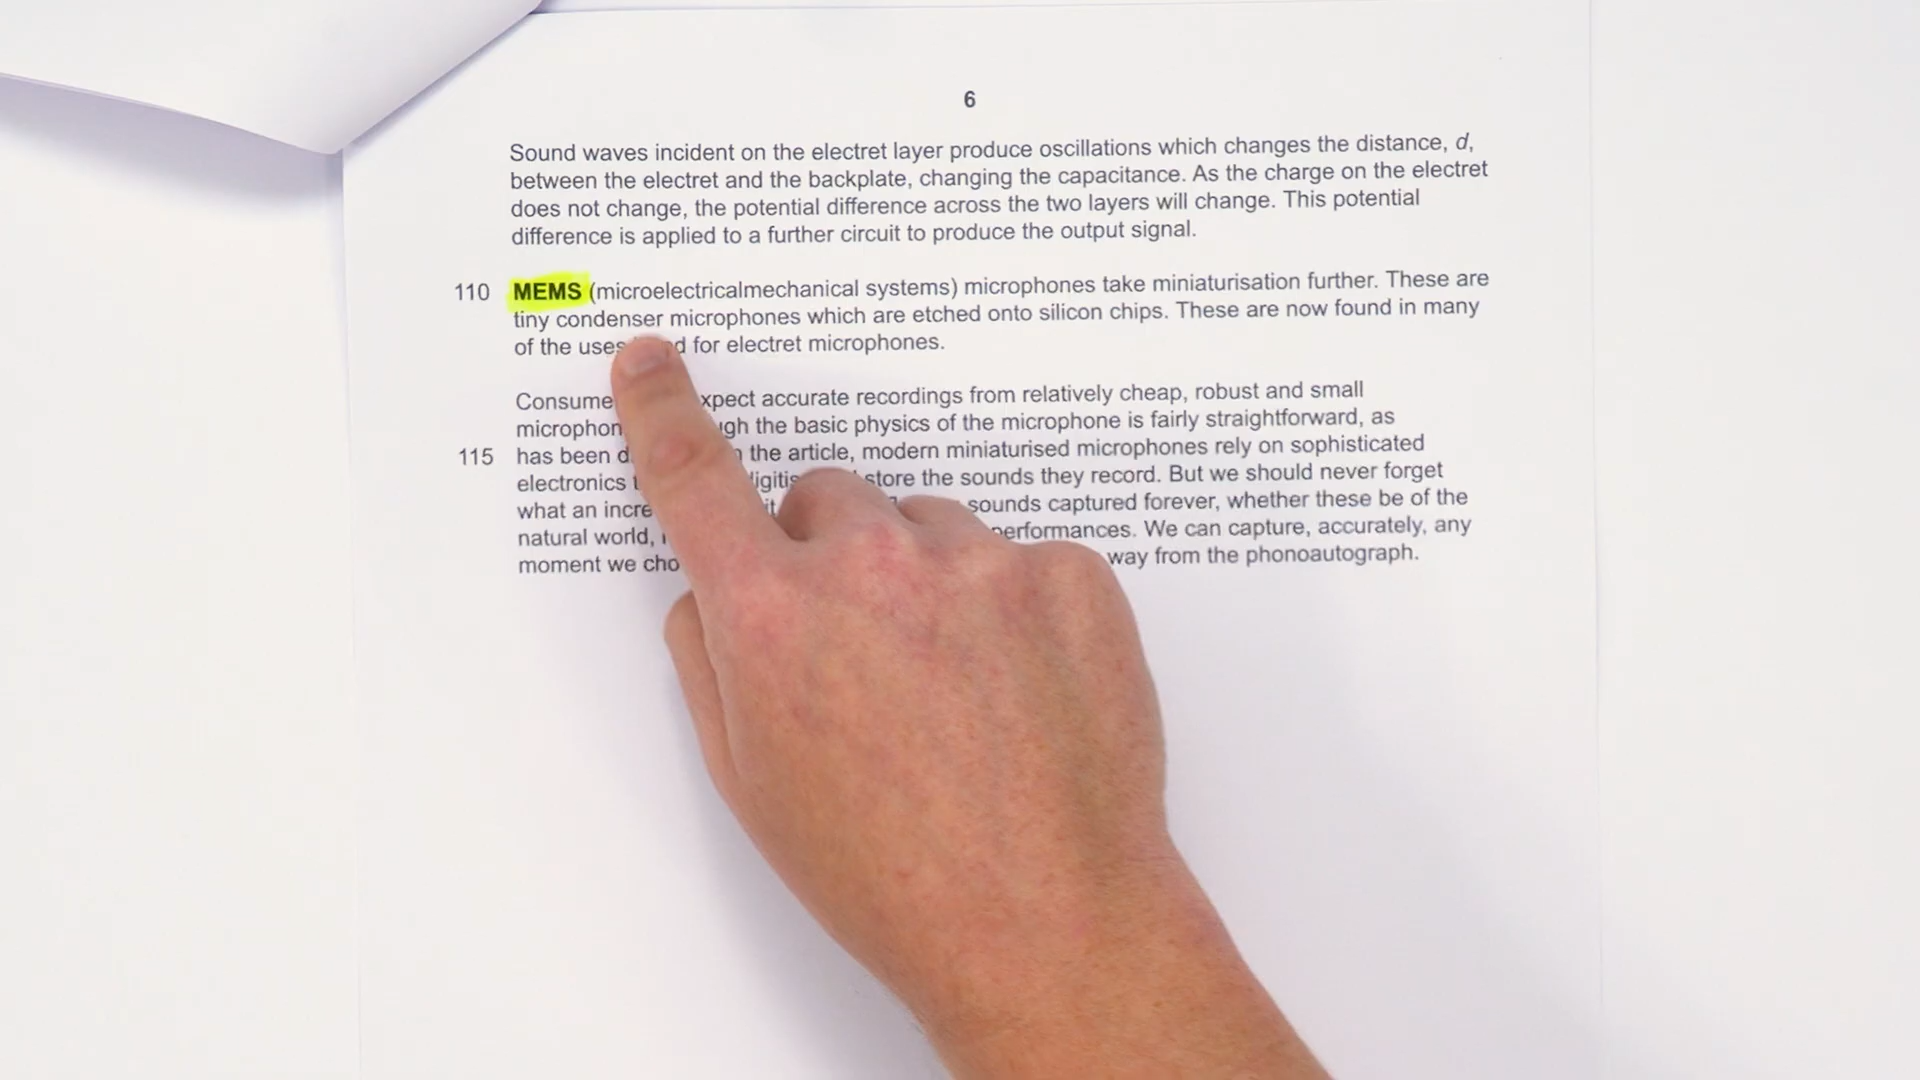 6
Sound waves incident on the electret layer produce oscillations which changes the distance, d,
between the electret and the backplate, changing the capacitance. As the charge on the electret
does not change, the potential difference across the two layers will change. This potential
difference is applied to a further circuit to produce the output signal.
110 MEMS (microelectricalmechanical systems) microphones take miniaturisation further. These are
tiny condenser microphones which are etched onto silicon chips. These are now found in many
of the uses for electret microphones.
expect accurate recordings from relatively cheap, robust and small
the basic physics of the microphone is fairly straightforward, as
115 has been the article, modern miniaturised microphones rely on sophisticated
electronics store the sounds they record. But we should never forget
what an sounds captured forever, whether these be of the
natural world, performances. We can capture, accurately, any
moment we way from the phonoautograph.